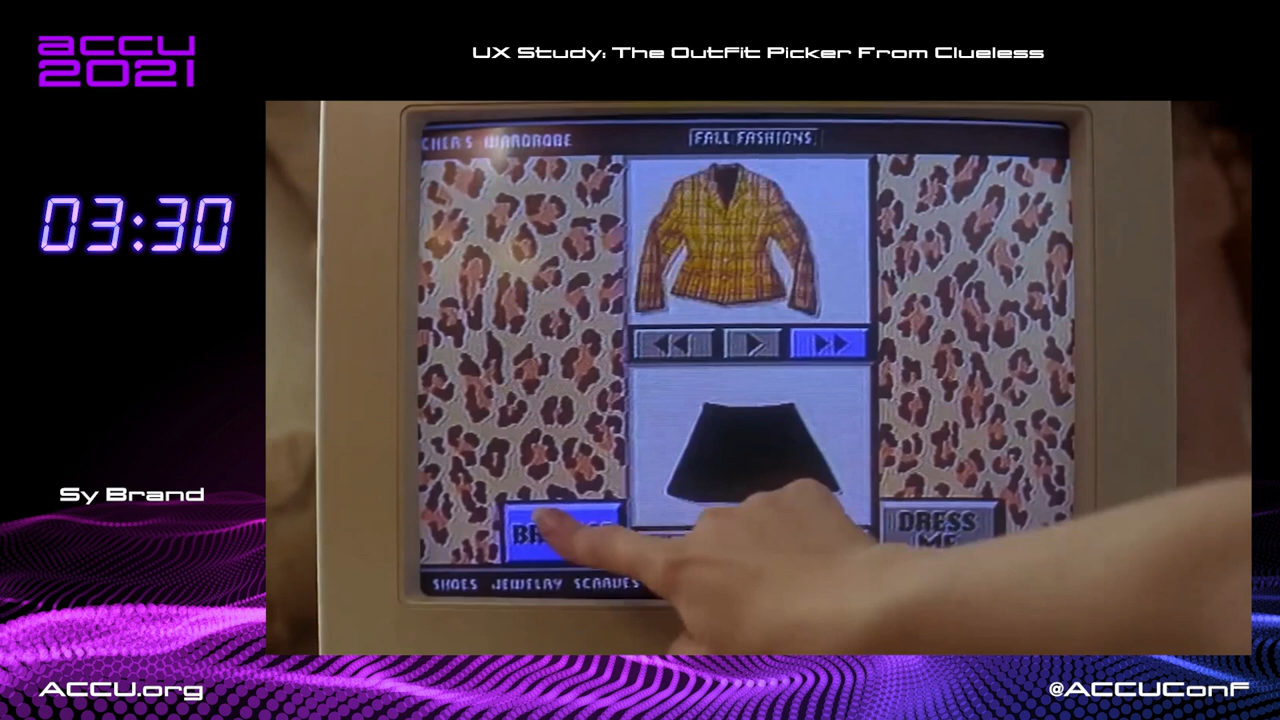 accu
2021
UX Study: The Outfit Picker From Clueless
CHER'S WARDROBE
FALL FASHIONS
03:30
Sy Brand
DRESS
ME
SHOES JEWELRY SCARVES
ACCU.org
@ACCUConf